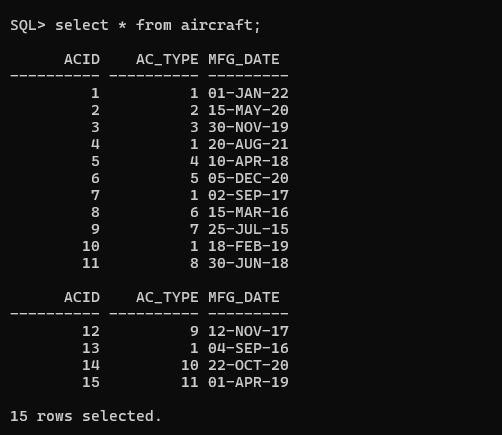 SQL> select * from aircraft;
      ACID    AC_TYPE MFG_DATE
---------- ---------- ---------
         1          1 01-JAN-22
         2          2 15-MAY-20
         3          3 30-NOV-19
         4          1 20-AUG-21
         5          4 10-APR-18
         6          5 05-DEC-20
         7          1 02-SEP-17
         8          6 15-MAR-16
         9          7 25-JUL-15
        10          1 18-FEB-19
        11          8 30-JUN-18
      ACID    AC_TYPE MFG_DATE
---------- ---------- ---------
        12          9 12-NOV-17
        13          1 04-SEP-16
        14         10 22-OCT-20
        15         11 01-APR-19
15 rows selected.